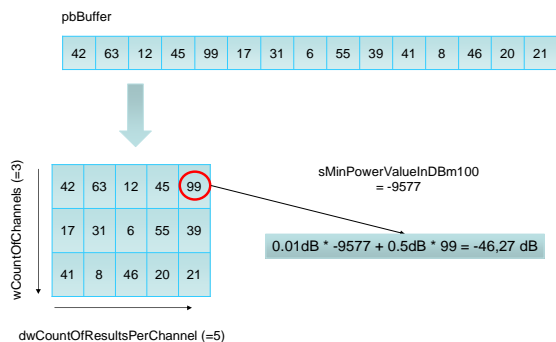 pbBuffer
42 63 12 45 99 17 31 6 55 39 41 8 46 20 21
wCountOfChannels (=3)
42 63 12 45 99
17 31 6 55 39
41 8 46 20 21
dwCountOfResultsPerChannel (=5)
sMinPowerValueInDBm100
= -9577
0.01dB * -9577 + 0.5dB * 99 = -46,27 dB